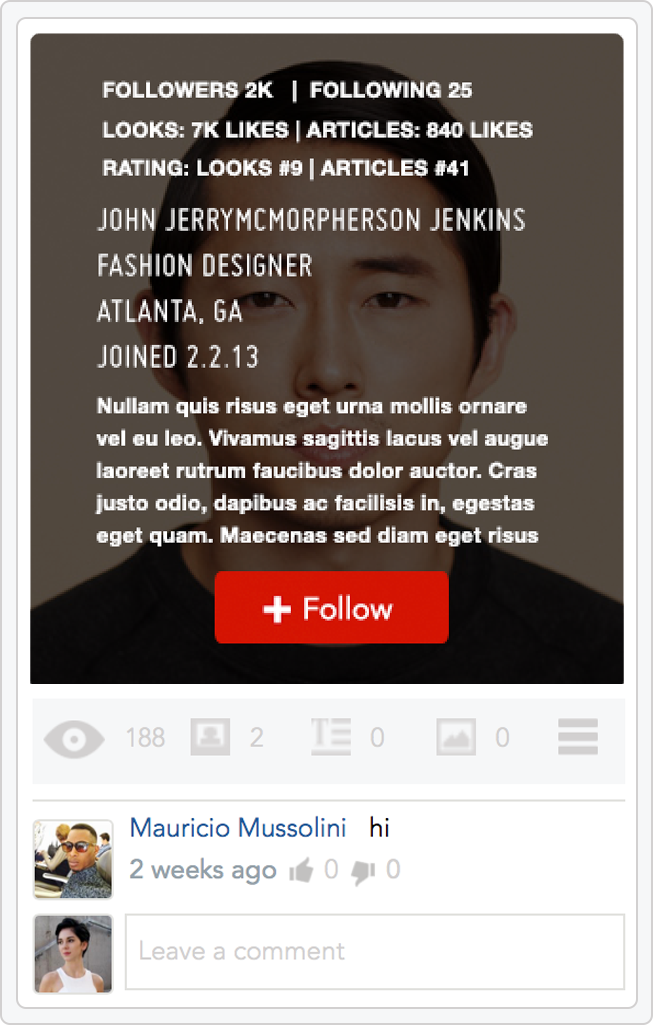 FOLLOWERS 2K | FOLLOWING 25
LOOKS: 7K LIKES | ARTICLES: 840 LIKES
RATING: LOOKS #9 | ARTICLES #41
JOHN JERRYMCMORPHERSON JENKINS
FASHION DESIGNER
ATLANTA, GA
JOINED 2.2.13
Nullam quis risus eget urna mollis ornare
vel eu leo. Vivamus sagittis lacus vel augue
laoreet rutrum faucibus dolor auctor. Cras
justo odio, dapibus ac facilisis in, egestas
eget quam. Maecenas sed diam eget risus
+ Follow
188 2 0 0
Mauricio Mussolini hi
2 weeks ago 0 0
Leave a comment